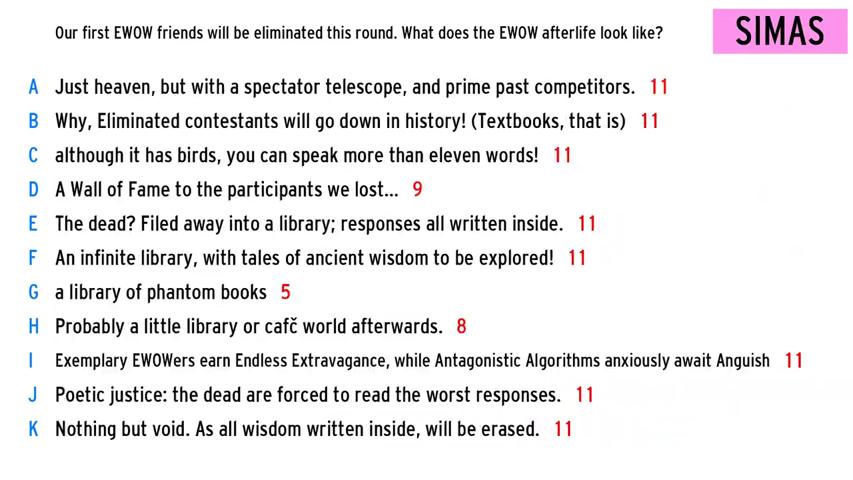 Our first EWOW friends will be eliminated this round. What does the EWOW afterlife look like?
SIMAS
A Just heaven, but with a spectator telescope, and prime past competitors. 11
B Why, Eliminated contestants will go down in history! (Textbooks, that is) 11
C although it has birds, you can speak more than eleven words! 11
D A Wall of Fame to the participants we lost... 9
E The dead? Filed away into a library; responses all written inside. 11
F An infinite library, with tales of ancient wisdom to be explored! 11
G a library of phantom books 5
H Probably a little library or cafč world afterwards. 8
I Exemplary EWOWers earn Endless Extravagance, while Antagonistic Algorithms anxiously await Anguish 11
J Poetic justice: the dead are forced to read the worst responses. 11
K Nothing but void. As all wisdom written inside, will be erased. 11